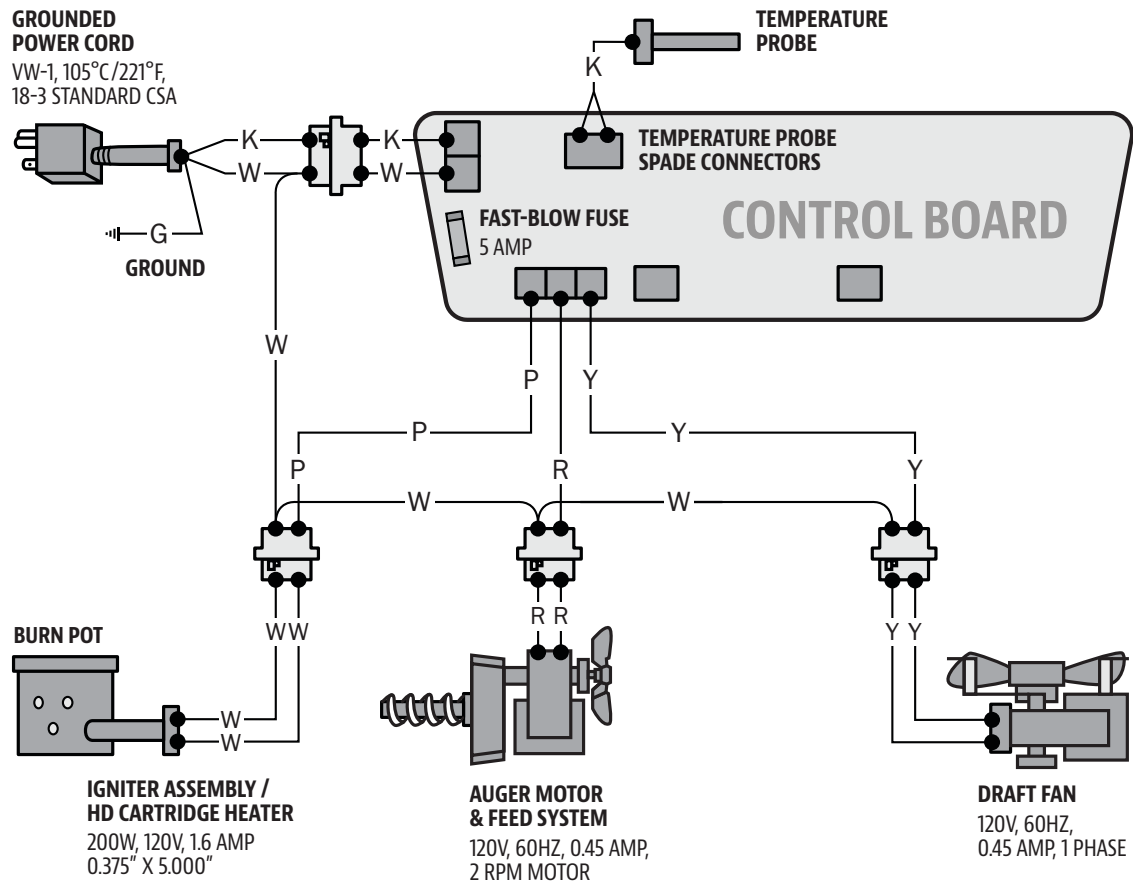 GROUNDED
POWER CORD
VW-1, 105°C/221°F,
18-3 STANDARD CSA
TEMPERATURE
PROBE
K
K
K
W
W
G
GROUND
TEMPERATURE PROBE
SPADE CONNECTORS
FAST-BLOW FUSE
5 AMP
CONTROL BOARD
W
P
Y
P
Y
P
R
Y
W
W
W W
R R
Y Y
BURN POT
W
W
IGNITER ASSEMBLY /
HD CARTRIDGE HEATER
200W, 120V, 1.6 AMP
0.375" X 5.000"
AUGER MOTOR
& FEED SYSTEM
120V, 60HZ, 0.45 AMP,
2 RPM MOTOR
DRAFT FAN
120V, 60HZ,
0.45 AMP, 1 PHASE